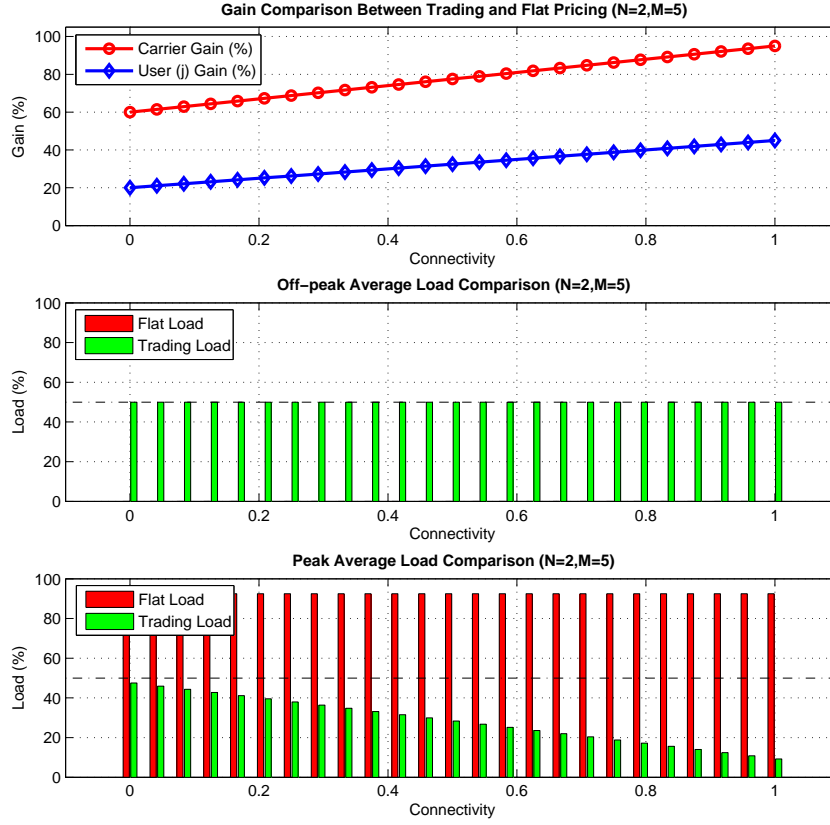 Gain Comparison Between Trading and Flat Pricing (N=2,M=5)
100
80
60
40
20
0
Gain (%)
Carrier Gain (%)
User (j) Gain (%)
0 0.2 0.4 0.6 0.8 1
Connectivity
Off−peak Average Load Comparison (N=2,M=5)
100
80
60
40
20
0
Load (%)
Flat Load
Trading Load
0 0.2 0.4 0.6 0.8 1
Connectivity
Peak Average Load Comparison (N=2,M=5)
100
80
60
40
20
0
Load (%)
Flat Load
Trading Load
0 0.2 0.4 0.6 0.8 1
Connectivity